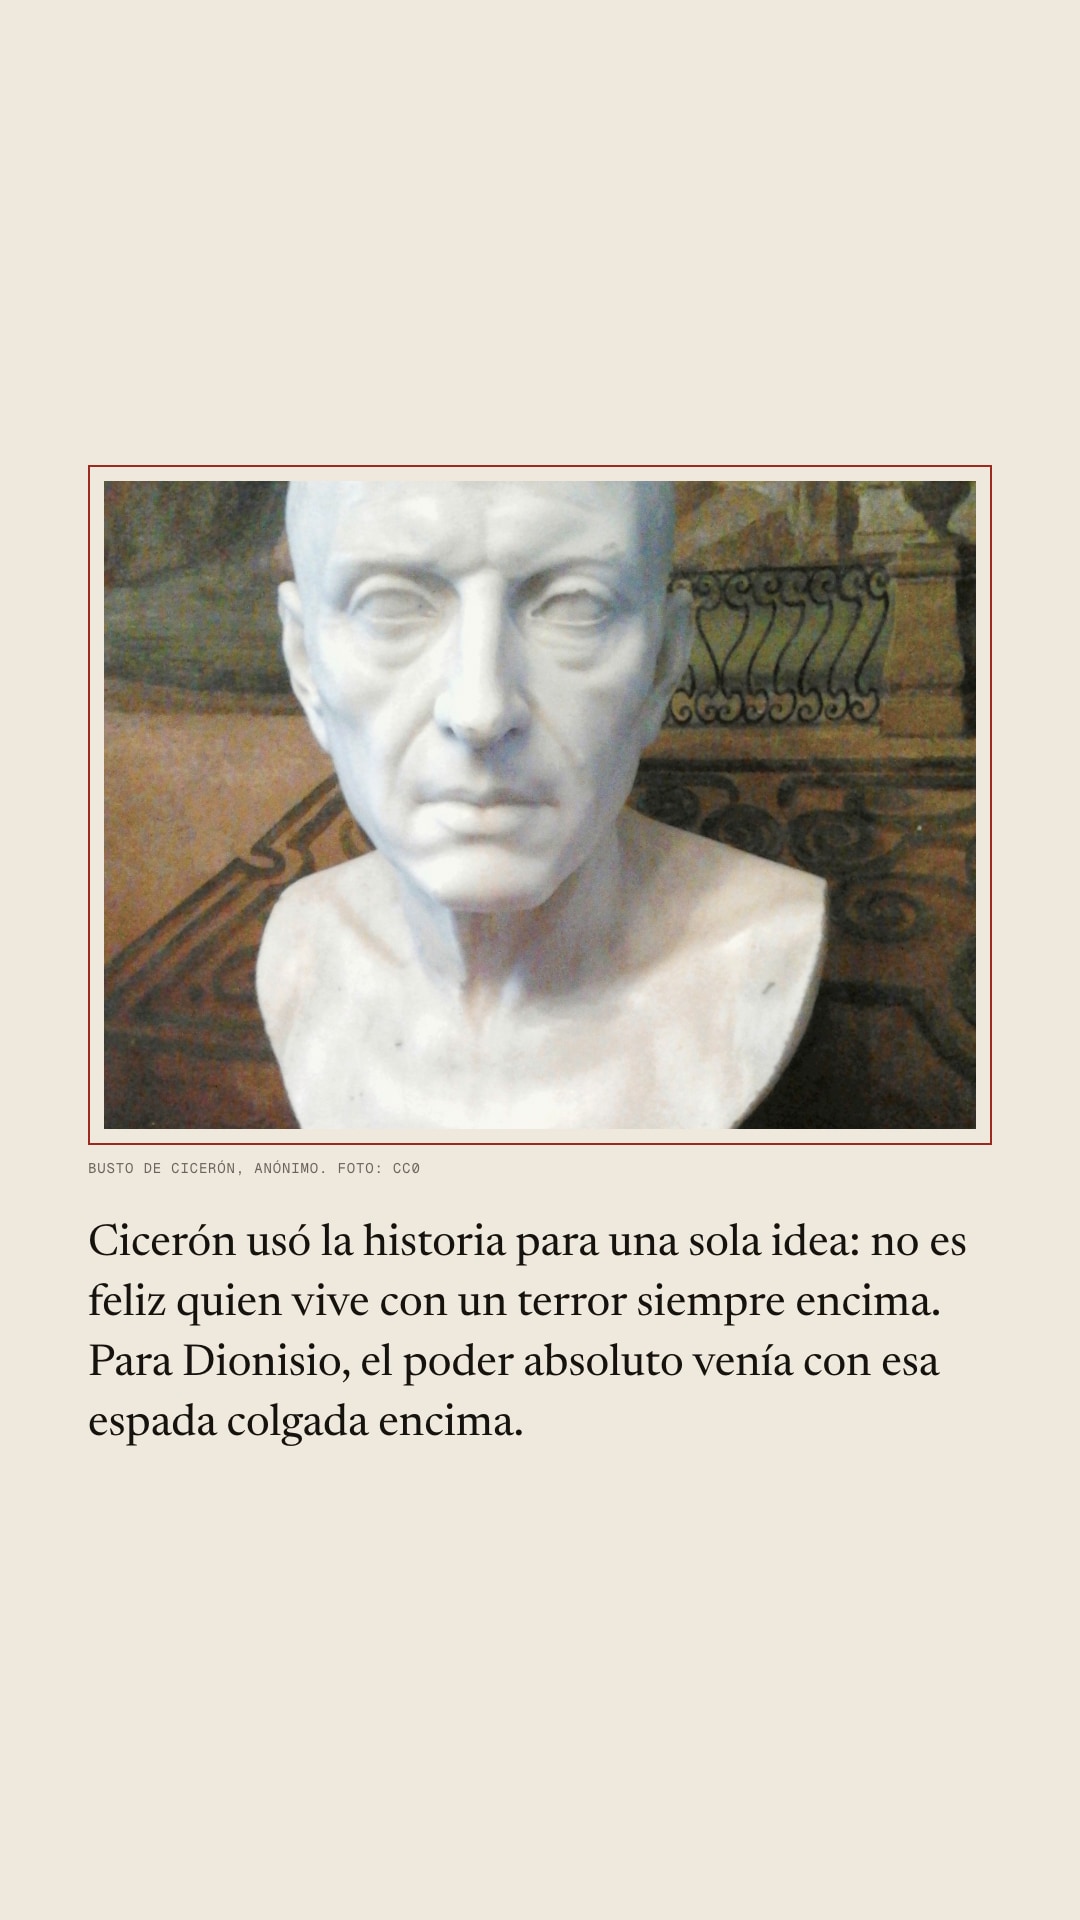 BUSTO DE CICERÓN, ANÓNIMO. FOTO: CC0
Cicerón usó la historia para una sola idea: no es
feliz quien vive con un terror siempre encima.
Para Dionisio, el poder absoluto venía con esa
espada colgada encima.